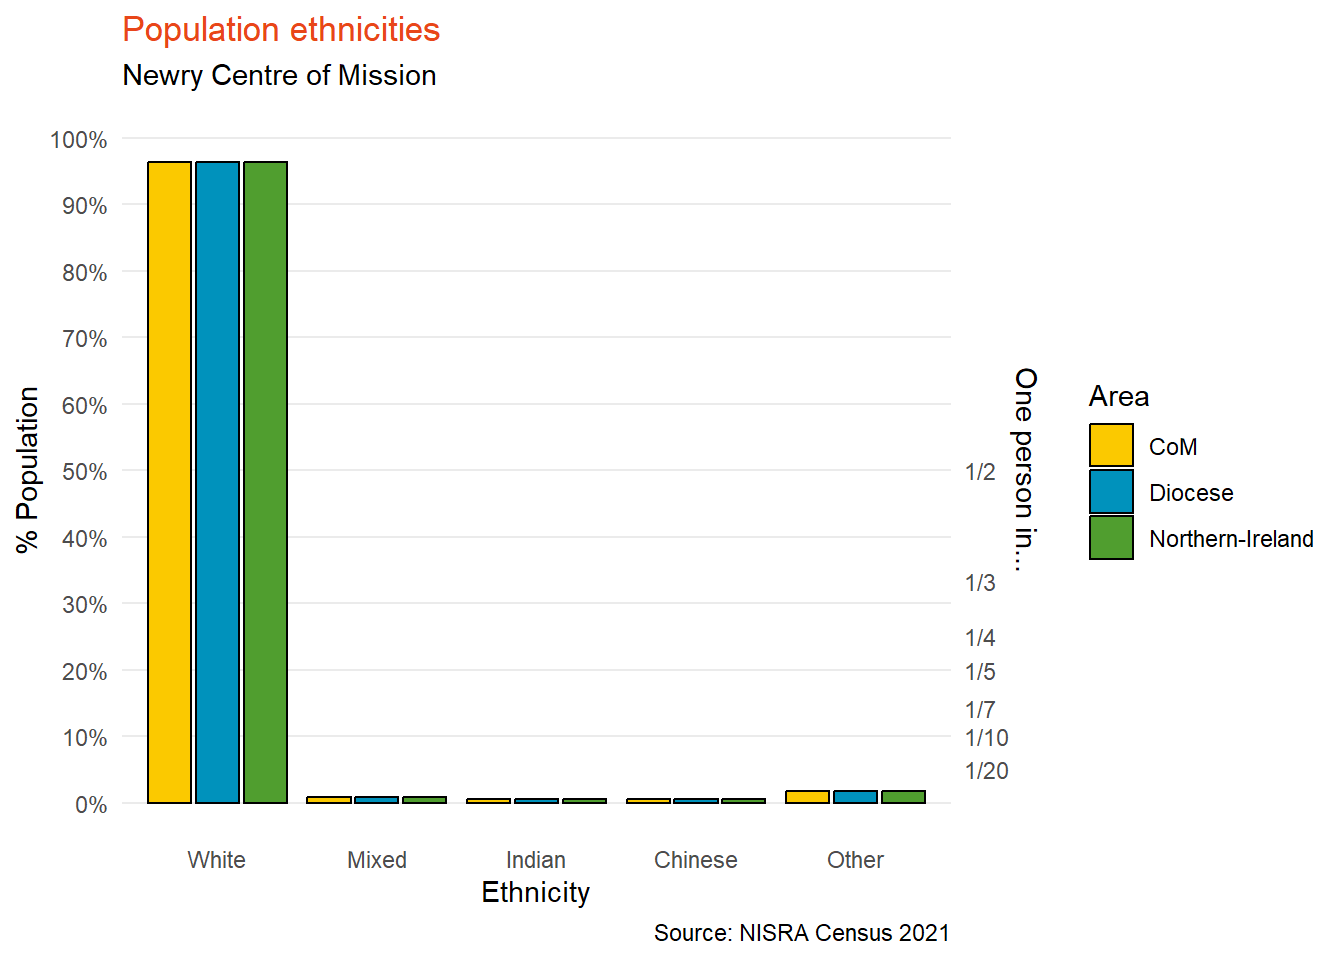 Population ethnicities
Newry Centre of Mission
% Population
100%
90%
80%
70%
60%
50%
40%
30%
20%
10%
0%
1/2
1/3
1/4
1/5
1/7
1/10
1/20
One person in...
White
Mixed
Indian
Chinese
Other
Ethnicity
Area
CoM
Diocese
Northern-Ireland
Source: NISRA Census 2021